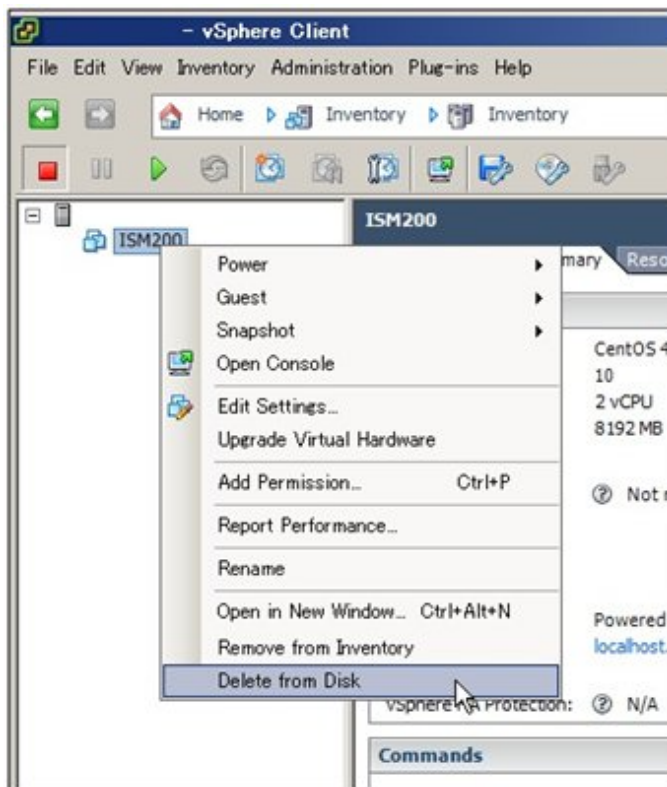 - vSphere Client
File Edit View Inventory Administration Plug-ins Help
Home Inventory Inventory
ISM200
ISM200
mary Reso
Power
Guest
Snapshot
Open Console
Edit Settings...
Upgrade Virtual Hardware
Add Permission... Ctrl+P
Report Performance...
Rename
Open in New Window... Ctrl+Alt+N
Remove from Inventory
Delete from Disk
CentOS 4
10
2 vCPU
8192 MB
Not r
Powered
localhost.
vSphere HA Protection: N/A
Commands